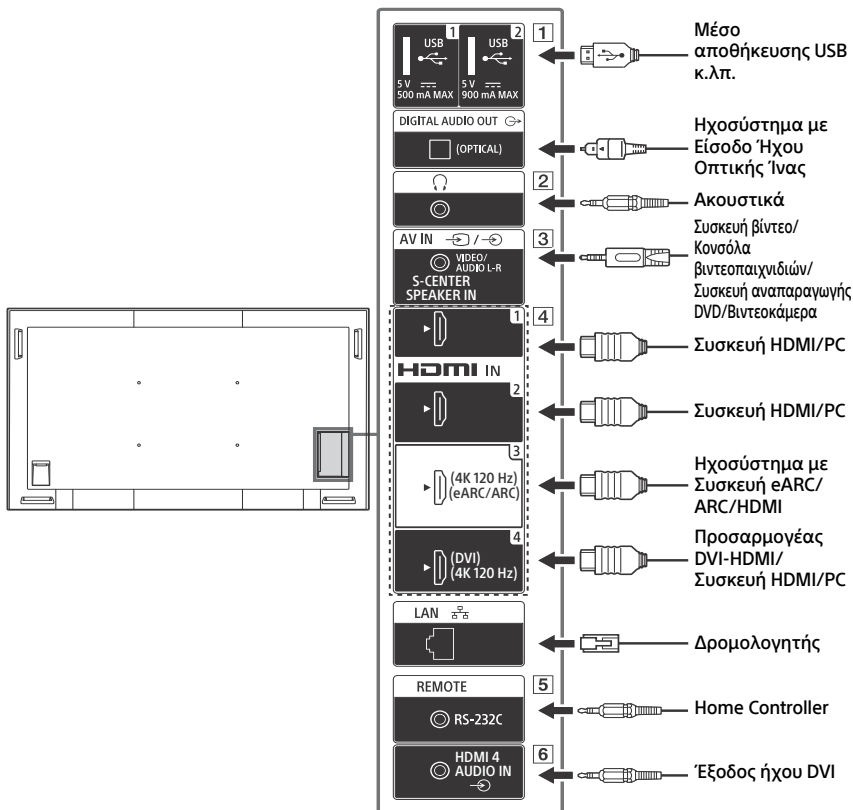 1
USB
5 V
500 mA MAX
2
USB
5 V
900 mA MAX
1
Μέσο
αποθήκευσης USB
κ.λπ.
DIGITAL AUDIO OUT
(OPTICAL)
Ηχοσύστημα με
Είσοδο Ήχου
Οπτικής Ίνας
2
Ακουστικά
AV IN
/
3
VIDEO/
AUDIO L-R
S-CENTER
SPEAKER IN
Συσκευή βίντεο/
Κονσόλα
βιντεοπαιχνιδιών/
Συσκευή αναπαραγωγής
DVD/Βιντεοκάμερα
1
4
Συσκευή HDMI/PC
HDMI IN
2
Συσκευή HDMI/PC
3
(4K 120 Hz)
(eARC/ARC)
Ηχοσύστημα με
Συσκευή eARC/
ARC/HDMI
4
(DVI)
(4K 120 Hz)
Προσαρμογέας
DVI-HDMI/
Συσκευή HDMI/PC
LAN
Δρομολογητής
REMOTE
5
RS-232C
Home Controller
HDMI 4
AUDIO IN
6
Έξοδος ήχου DVI